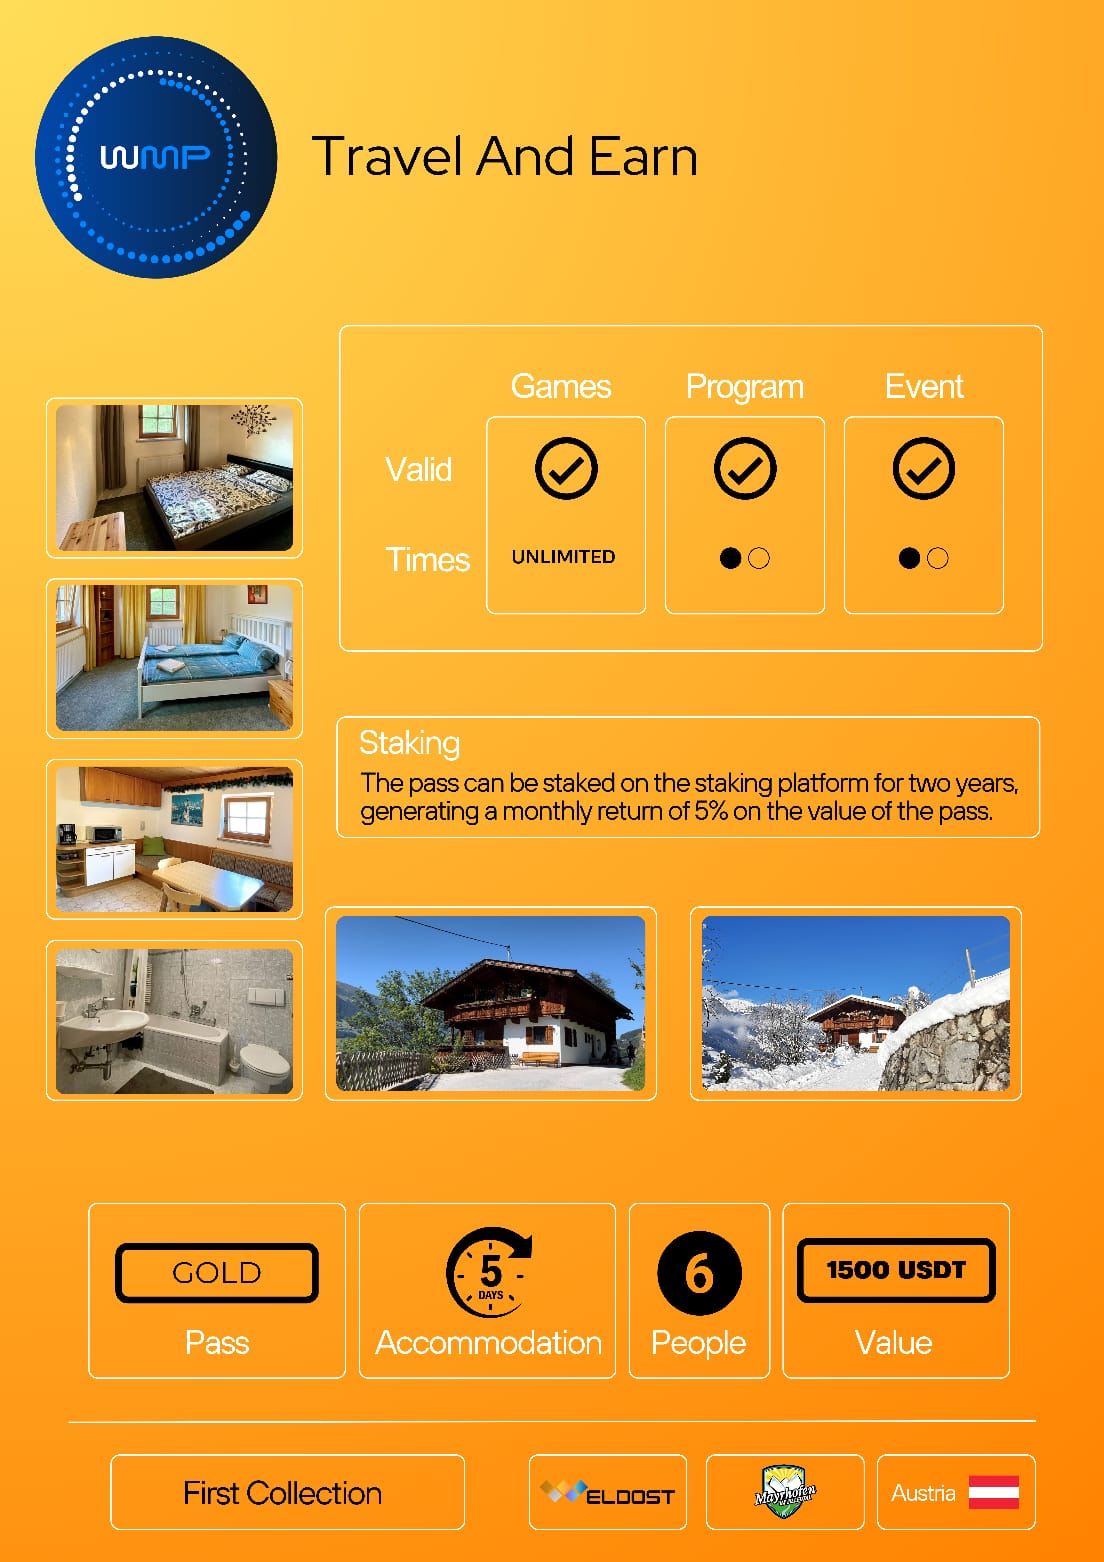 WMP
Travel And Earn
Games Program Event
Valid
Times UNLIMITED
Staking
The pass can be staked on the staking platform for two years,
generating a monthly return of 5% on the value of the pass.
GOLD
Pass
5
DAYS
Accommodation
6
People
1500 USDT
Value
First Collection
ELDOST
Mayrhofen
Austria